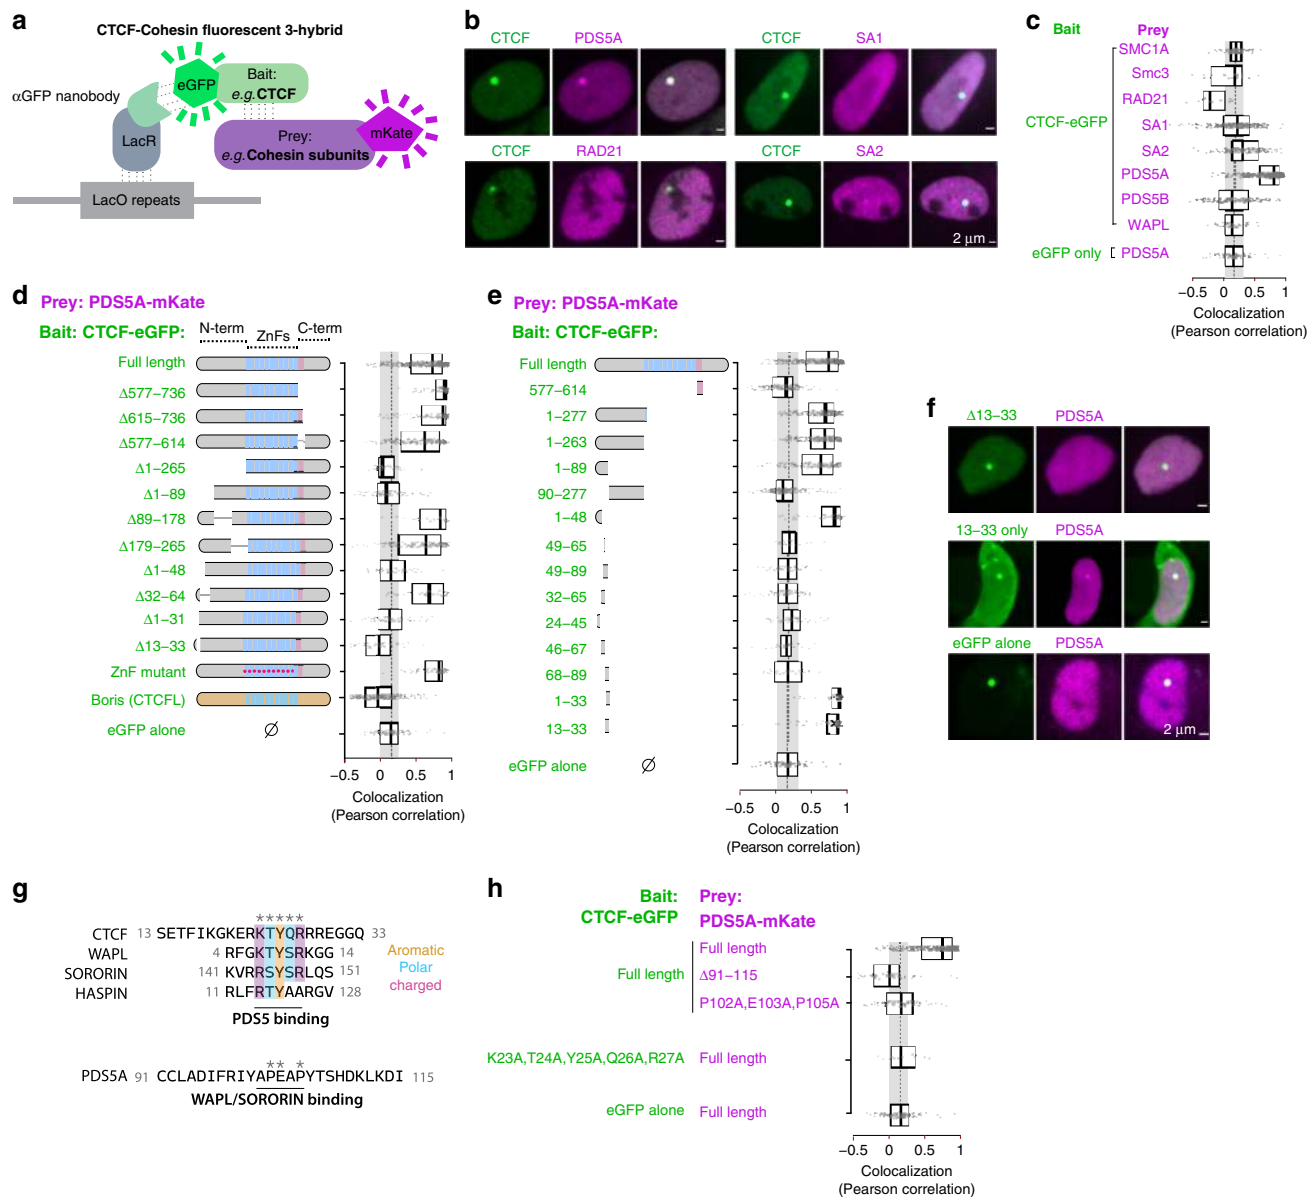 a
CTCF-Cohesin fluorescent 3-hybrid
eGFP
Bait:
e.g.CTCF
αGFP nanobody
LacR
Prey:
e.g.Cohesin subunits
mKate
LacO repeats
b
CTCF PDS5A CTCF SA1
CTCF RAD21 CTCF SA2
2 μm
c
Bait Prey
SMC1A
Smc3
RAD21
CTCF-eGFP SA1
SA2
PDS5A
PDS5B
WAPL
eGFP only PDS5A
−0.5 0 0.5 1
Colocalization
(Pearson correlation)
d
Prey: PDS5A-mKate
Bait: CTCF-eGFP:
N-term ZnFs C-term
Full length
Δ577−736
Δ615−736
Δ577−614
Δ1−265
Δ1−89
Δ89−178
Δ179−265
Δ1−48
Δ32−64
Δ1−31
Δ13−33
ZnF mutant
Boris (CTCFL)
eGFP alone ∅
−0.5 0 0.5 1
Colocalization
(Pearson correlation)
e
Prey: PDS5A-mKate
Bait: CTCF-eGFP:
Full length
577−614
1−277
1−263
1−89
90−277
1−48
49−65
49−89
32−65
24−45
46−67
68−89
1−33
13−33
eGFP alone ∅
−0.5 0 0.5 1
Colocalization
(Pearson correlation)
f
Δ13−33 PDS5A
13−33 only PDS5A
eGFP alone PDS5A
2 μm
g
*****
CTCF 13 SETFIKGKERKTYQRRREGGQ 33
WAPL 4 RFGKTYSRKGG 14
SORORIN 141 KVRRSYSRLQS 151
HASPIN 11 RLFRTYAARGV 128
Aromatic
Polar
charged
PDS5 binding
** *
PDS5A 91 CCLADIFRIYAPEAPYTSHDKLKDI 115
WAPL/SORORIN binding
h
Bait:
CTCF-eGFP
Prey:
PDS5A-mKate
Full length
Full length Δ91−115
P102A,E103A,P105A
K23A,T24A,Y25A,Q26A,R27A Full length
eGFP alone Full length
−0.5 0 0.5 1
Colocalization
(Pearson correlation)